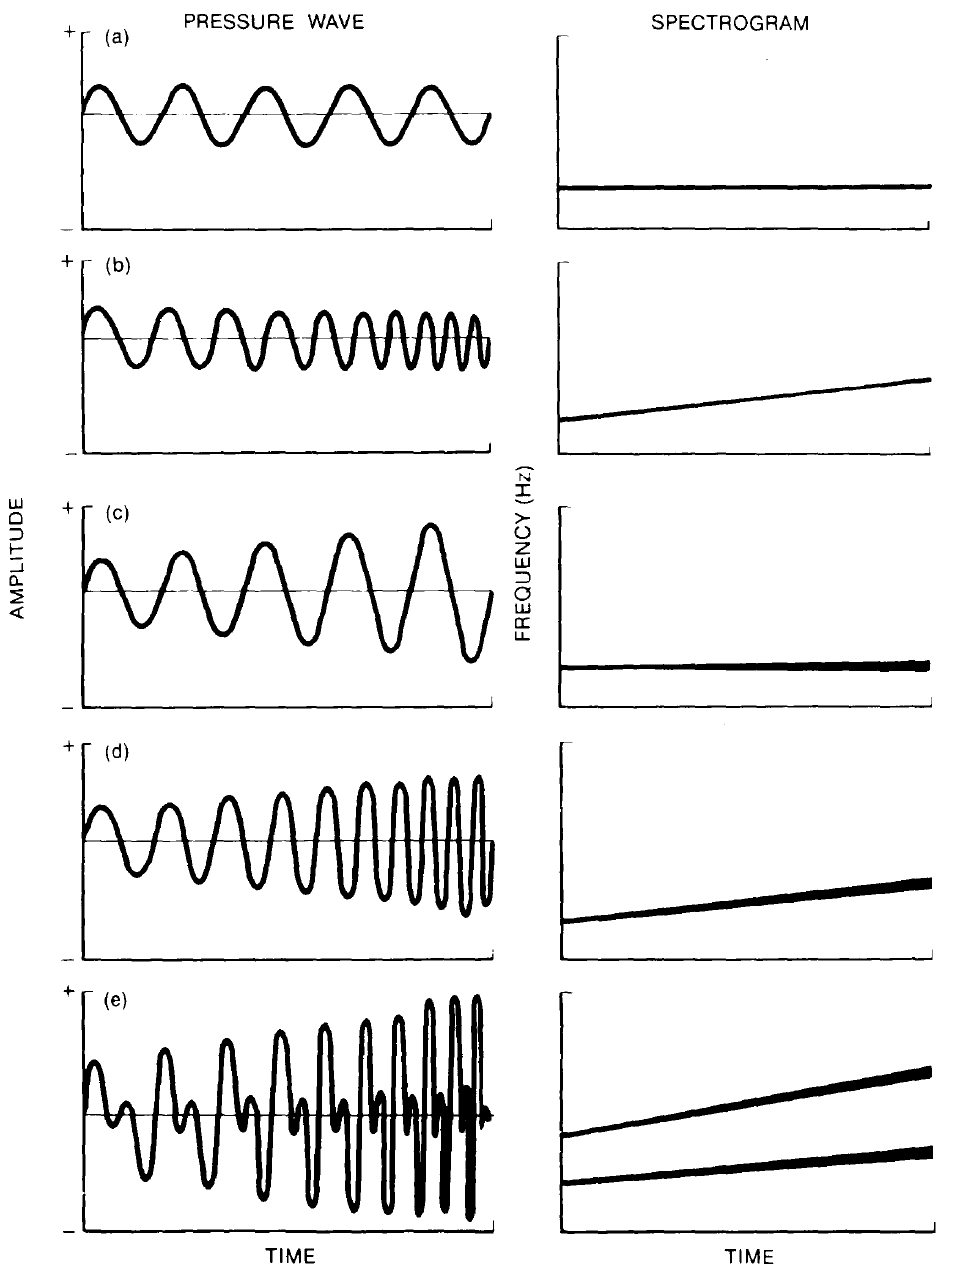 PRESSURE WAVE
SPECTROGRAM
+ (a)
−
+ (b)
−
AMPLITUDE
FREQUENCY (Hz)
+ (c)
−
+ (d)
−
+ (e)
−
TIME
TIME